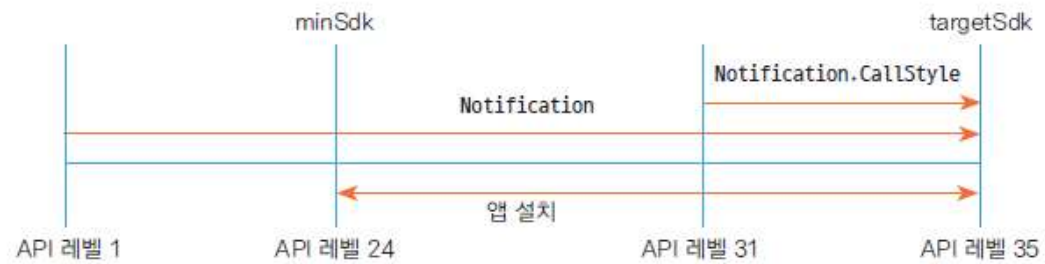 minSdk
targetSdk
Notification.CallStyle
Notification
앱 설치
API 레벨 1
API 레벨 24
API 레벨 31
API 레벨 35